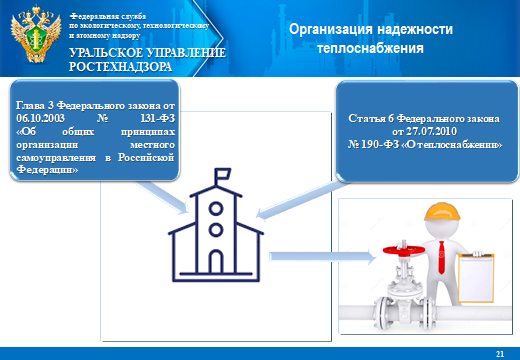 Федеральная служба
по экологическому, технологическому
и атомному надзору
УРАЛЬСКОЕ УПРАВЛЕНИЕ
РОСТЕХНАДЗОРА
Организация надежности
теплоснабжения
Глава 3 Федерального закона от
06.10.2003 № 131-ФЗ
«Об общих принципах
организации местного
самоуправления в Российской
Федерации»
Статья 6 Федерального закона
от 27.07.2010
№ 190-ФЗ «О теплоснабжении»
21